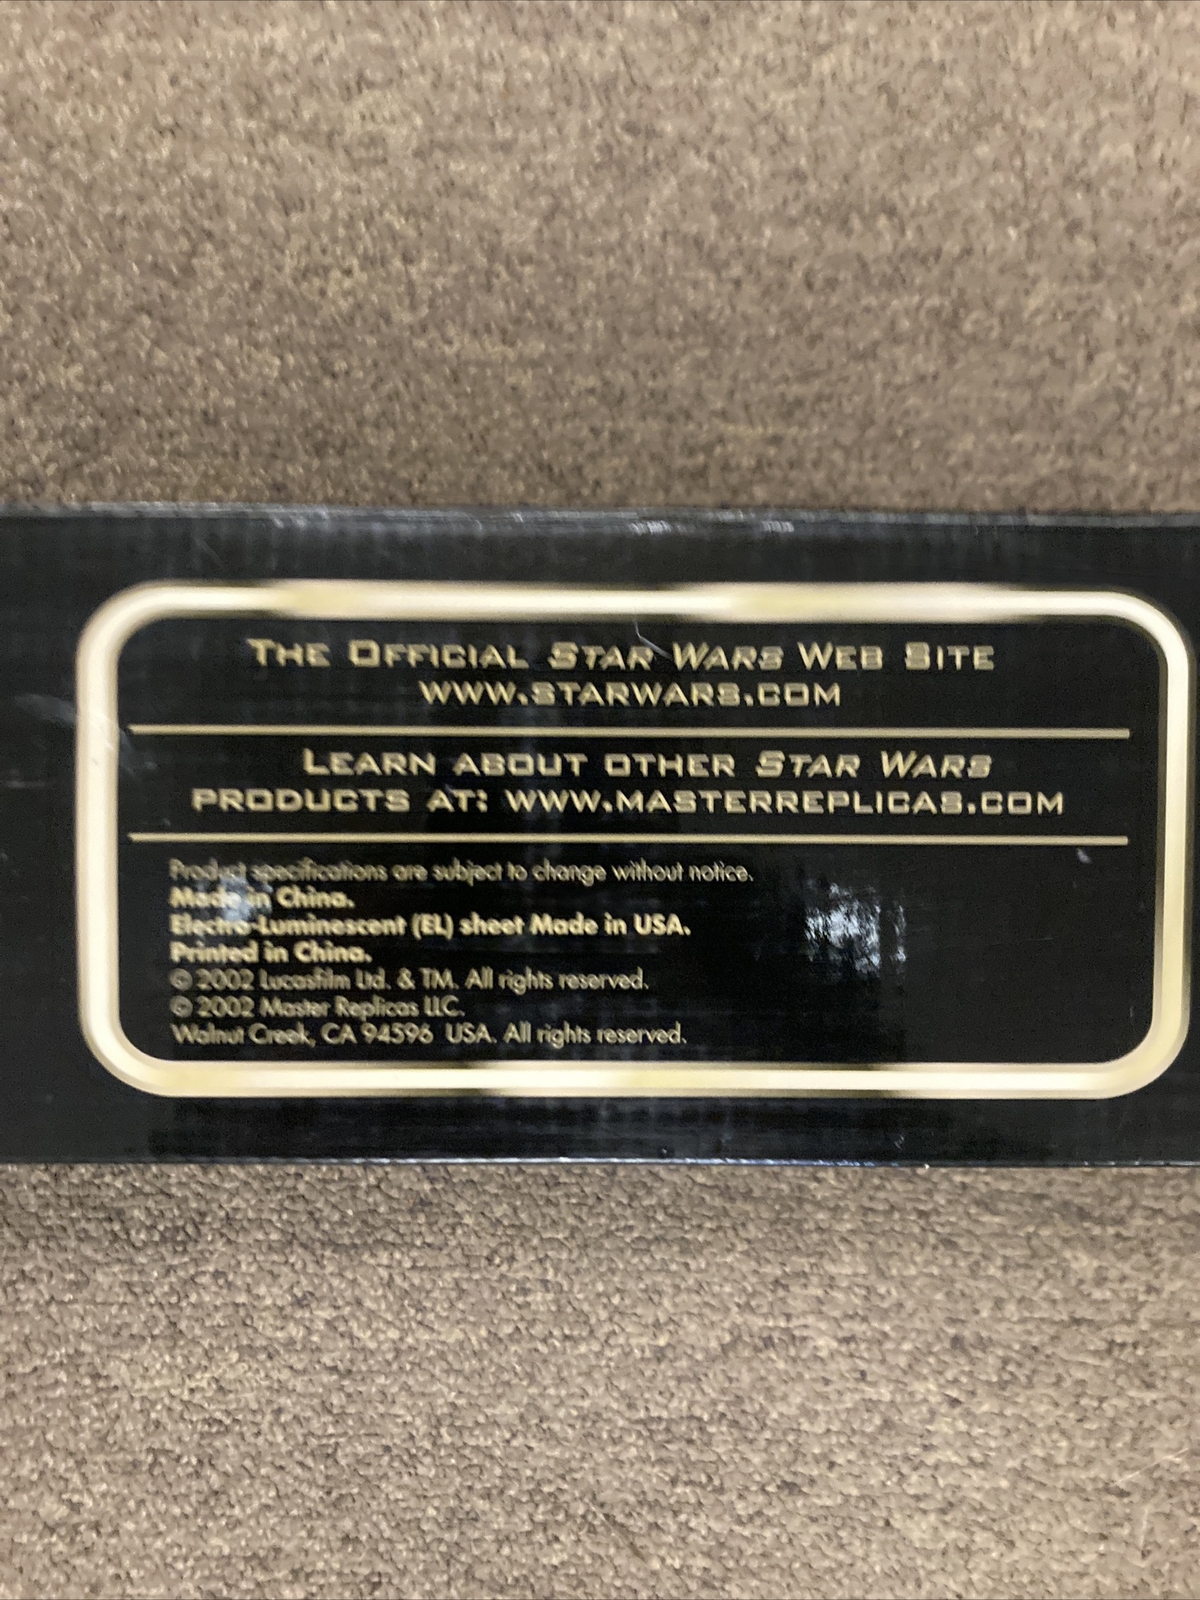 THE OFFICIAL STAR WARS WEB SITE
WWW.STARWARS.COM
LEARN ABOUT OTHER STAR WARS
PRODUCTS AT: WWW.MASTERREPLICAS.COM
Product specifications are subject to change without notice.
Made in China.
Electro-Luminescent (EL) sheet Made in USA.
Printed in China.
© 2002 Lucasfilm Ltd. & TM. All rights reserved.
© 2002 Master Replicas LLC.
Walnut Creek, CA 94596 USA. All rights reserved.